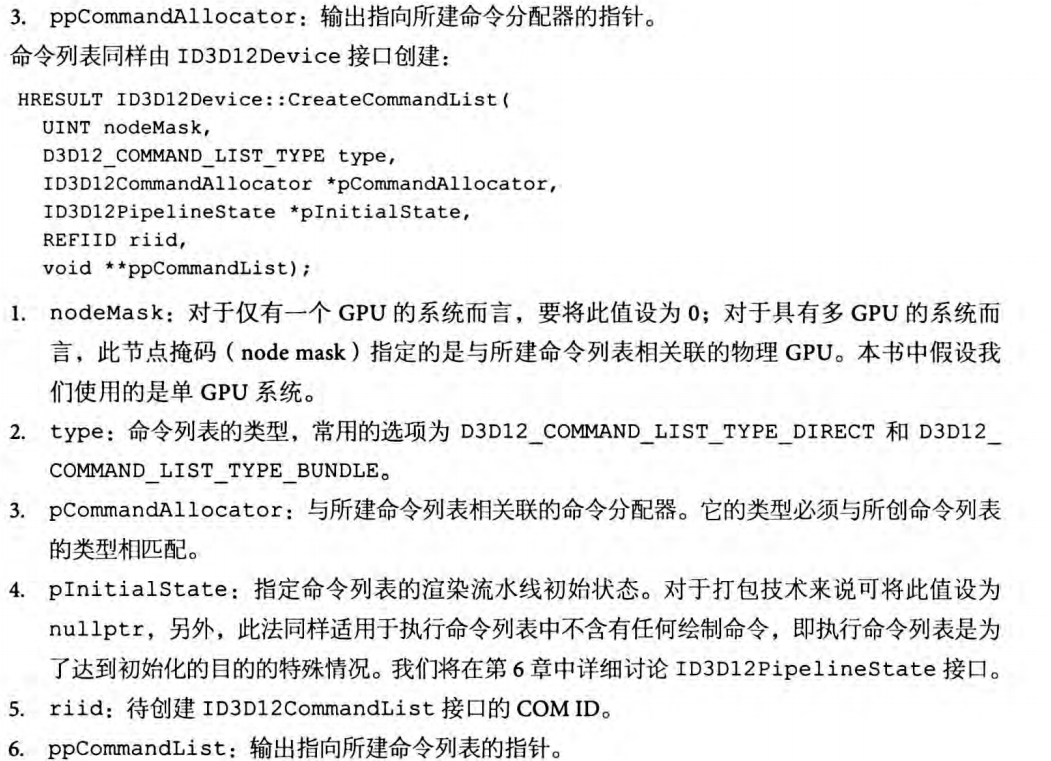 3. ppCommandAllocator：输出指向所建命令分配器的指针。
命令列表同样由 ID3D12Device 接口创建：
HRESULT ID3D12Device::CreateCommandList(
UINT nodeMask,
D3D12_COMMAND_LIST_TYPE type,
ID3D12CommandAllocator *pCommandAllocator,
ID3D12PipelineState *pInitialState,
REFIID riid,
void **ppCommandList);
1. nodeMask：对于仅有一个 GPU 的系统而言，要将此值设为 0；对于具有多 GPU 的系统而
言，此节点掩码（node mask）指定的是与所建命令列表相关联的物理 GPU。本书中假设我
们使用的是单 GPU 系统。
2. type：命令列表的类型，常用的选项为 D3D12_COMMAND_LIST_TYPE_DIRECT 和 D3D12_
COMMAND_LIST_TYPE_BUNDLE。
3. pCommandAllocator：与所建命令列表相关联的命令分配器。它的类型必须与所创命令列表
的类型相匹配。
4. pInitialState：指定命令列表的渲染流水线初始状态。对于打包技术来说可将此值设为
nullptr，另外，此法同样适用于执行命令列表中不含有任何绘制命令，即执行命令列表是为
了达到初始化的目的的特殊情况。我们将在第 6 章中详细讨论 ID3D12PipelineState 接口。
5. riid：待创建 ID3D12CommandList 接口的 COM ID。
6. ppCommandList：输出指向所建命令列表的指针。